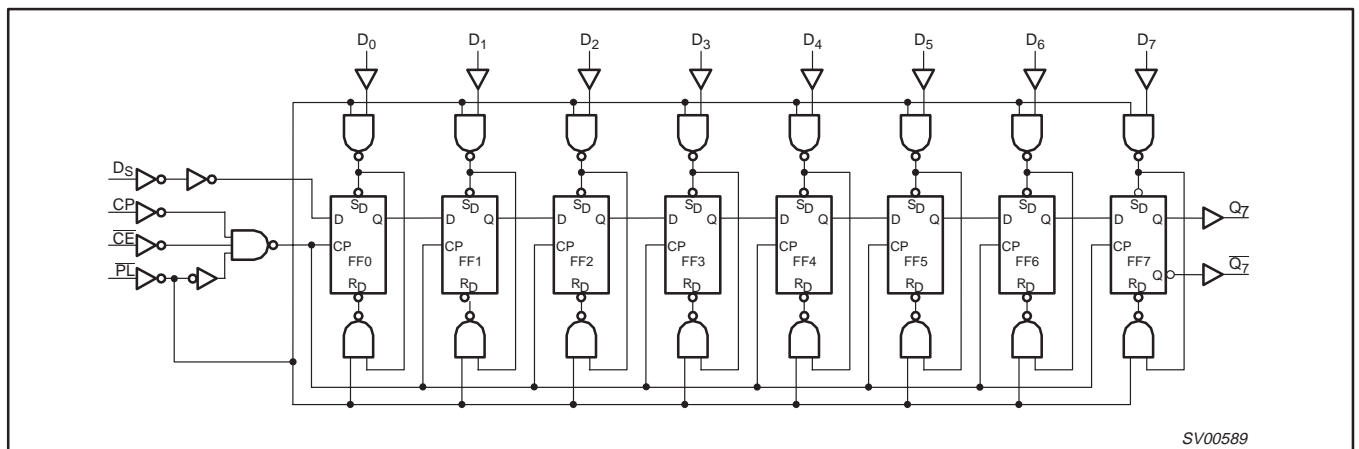 D0 D1 D2 D3 D4 D5 D6 D7
DS
SD SD SD SD SD SD SD SD
CP
D Q D Q D Q D Q D Q D Q D Q D Q Q7
CE
CP CP CP CP CP CP CP CP
FF0 FF1 FF2 FF3 FF4 FF5 FF6 FF7
PL
Q Q7
RD RD RD RD RD RD RD RD
SV00589